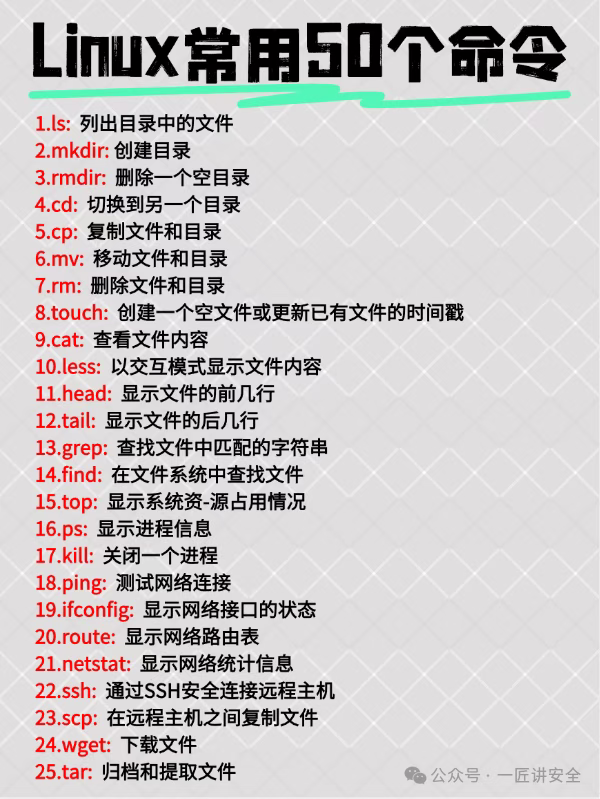 Linux常用50个命令
1.ls: 列出目录中的文件
2.mkdir: 创建目录
3.rmdir: 删除一个空目录
4.cd: 切换到另一个目录
5.cp: 复制文件和目录
6.mv: 移动文件和目录
7.rm: 删除文件和目录
8.touch: 创建一个空文件或更新已有文件的时间戳
9.cat: 查看文件内容
10.less: 以交互模式显示文件内容
11.head: 显示文件的前几行
12.tail: 显示文件的后几行
13.grep: 查找文件中匹配的字符串
14.find: 在文件系统中查找文件
15.top: 显示系统资-源占用情况
16.ps: 显示进程信息
17.kill: 关闭一个进程
18.ping: 测试网络连接
19.ifconfig: 显示网络接口的状态
20.route: 显示网络路由表
21.netstat: 显示网络统计信息
22.ssh: 通过SSH安全连接远程主机
23.scp: 在远程主机之间复制文件
24.wget: 下载文件
25.tar: 归档和提取文件
公众号 · 一匠讲安全